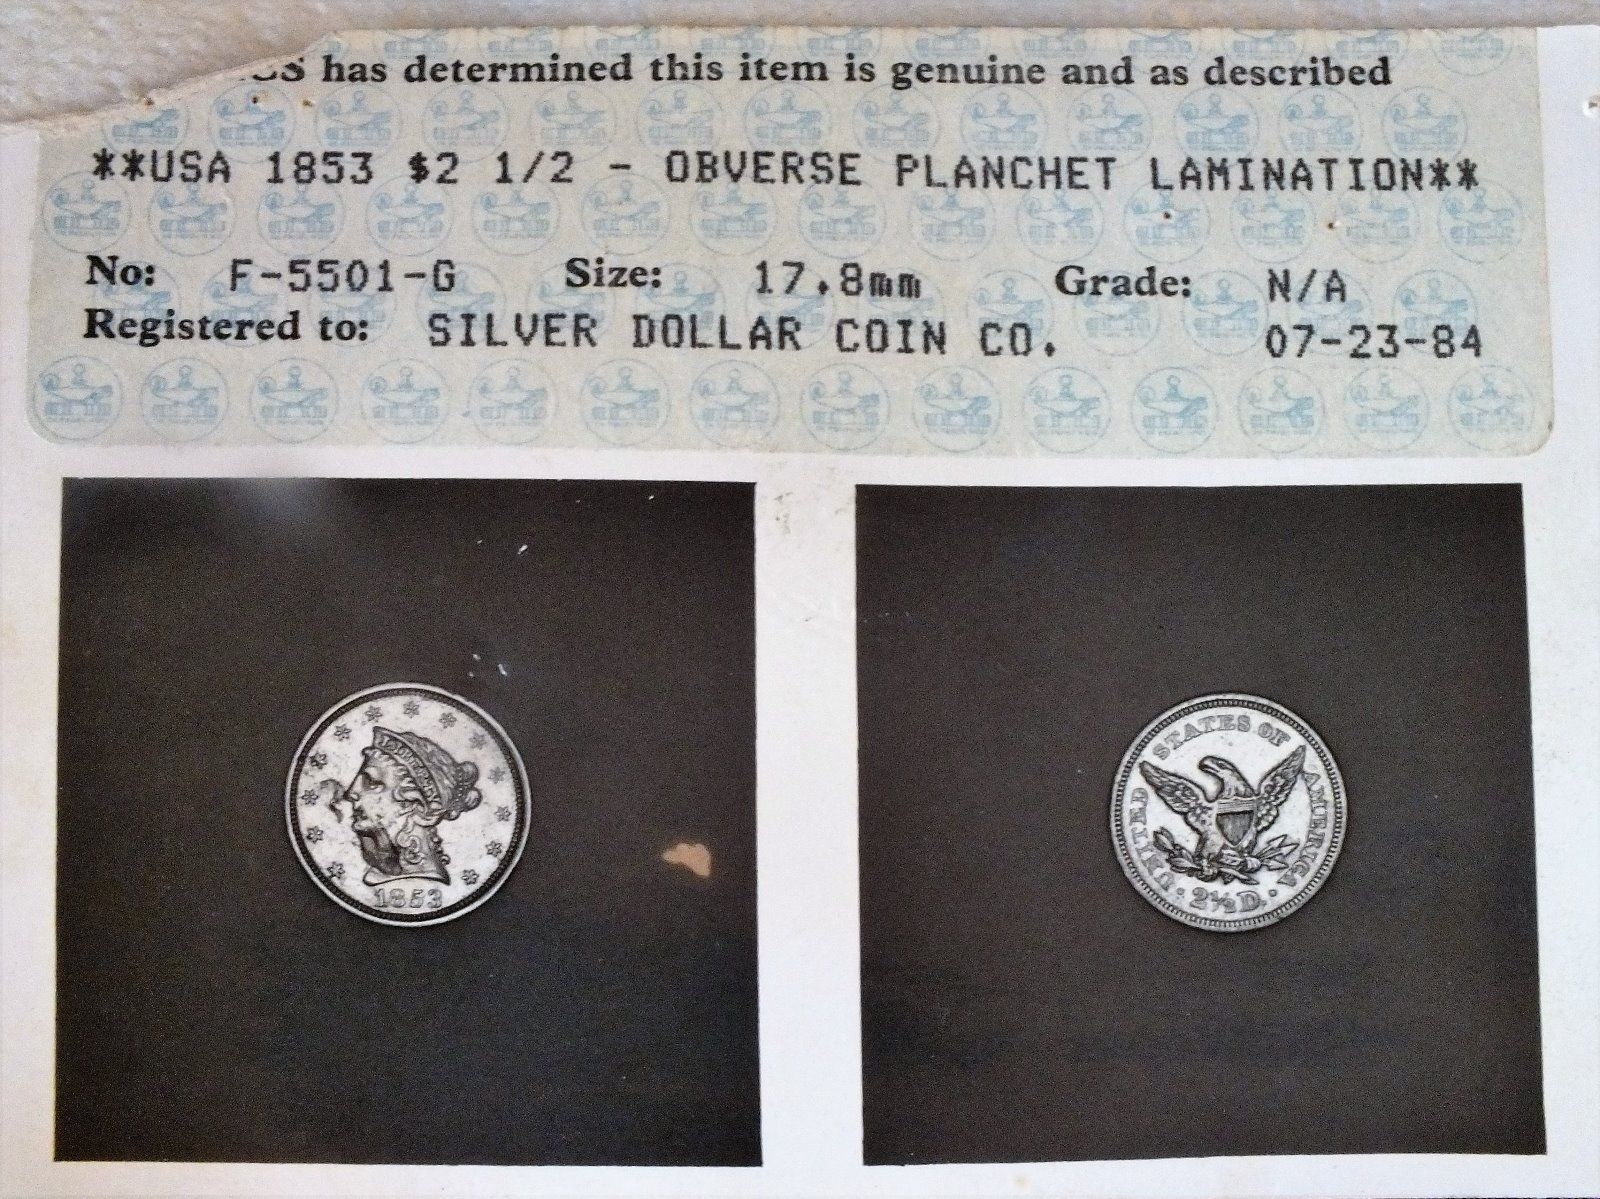 has determined this item is genuine and as described
**USA 1853 $2 1/2 - OBVERSE PLANCHET LAMINATION**
No: F-5501-G Size: 17.8mm Grade: N/A
Registered to: SILVER DOLLAR COIN CO. 07-23-84
LIBERTY
1853
UNITED STATES OF AMERICA
2½ D.